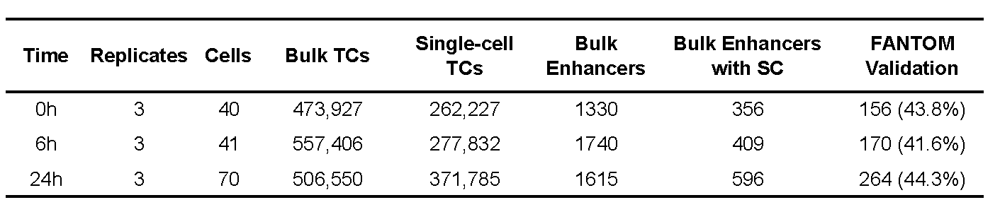 Time Replicates Cells Bulk TCs Single-cell TCs Bulk Enhancers Bulk Enhancers with SC FANTOM Validation
0h 3 40 473,927 262,227 1330 356 156 (43.8%)
6h 3 41 557,406 277,832 1740 409 170 (41.6%)
24h 3 70 506,550 371,785 1615 596 264 (44.3%)